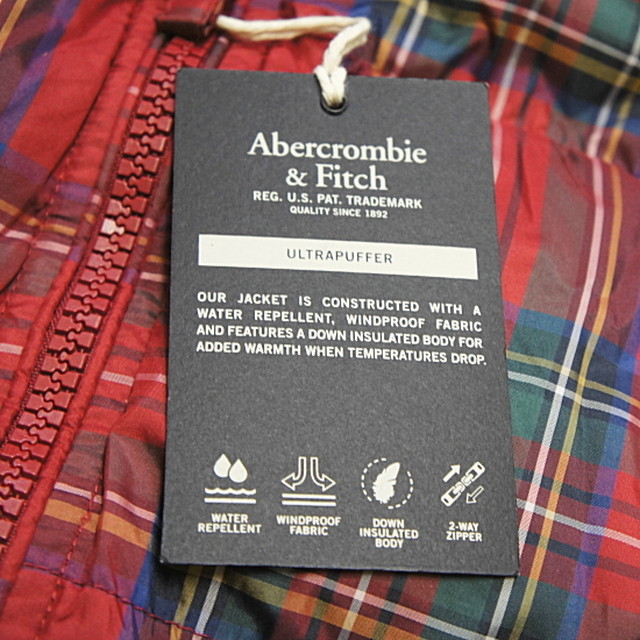 Abercrombie
& Fitch
REG. U.S. PAT. TRADEMARK
QUALITY SINCE 1892
ULTRAPUFFER
OUR JACKET IS CONSTRUCTED WITH A
WATER REPELLENT, WINDPROOF FABRIC
AND FEATURES A DOWN INSULATED BODY FOR
ADDED WARMTH WHEN TEMPERATURES DROP.
WATER
REPELLENT
WINDPROOF
FABRIC
DOWN
INSULATED
BODY
2-WAY
ZIPPER